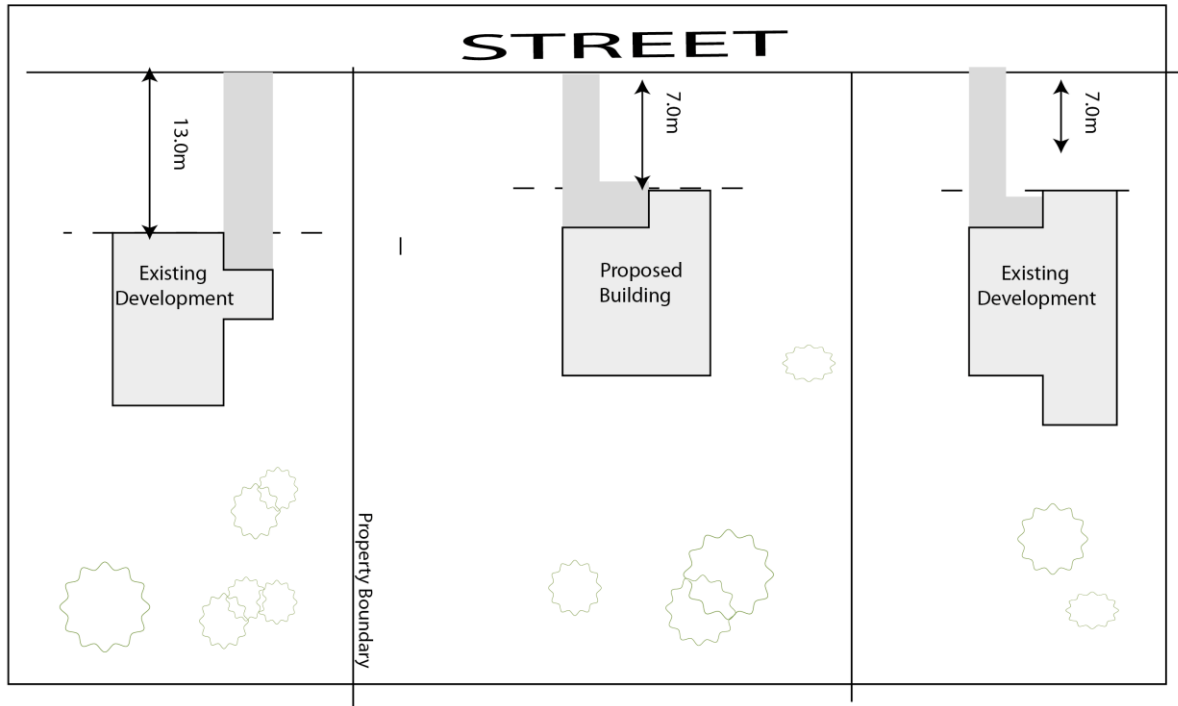 STREET
13.0m
7.0m
7.0m
Existing
Development
Proposed
Building
Existing
Development
Property Boundary